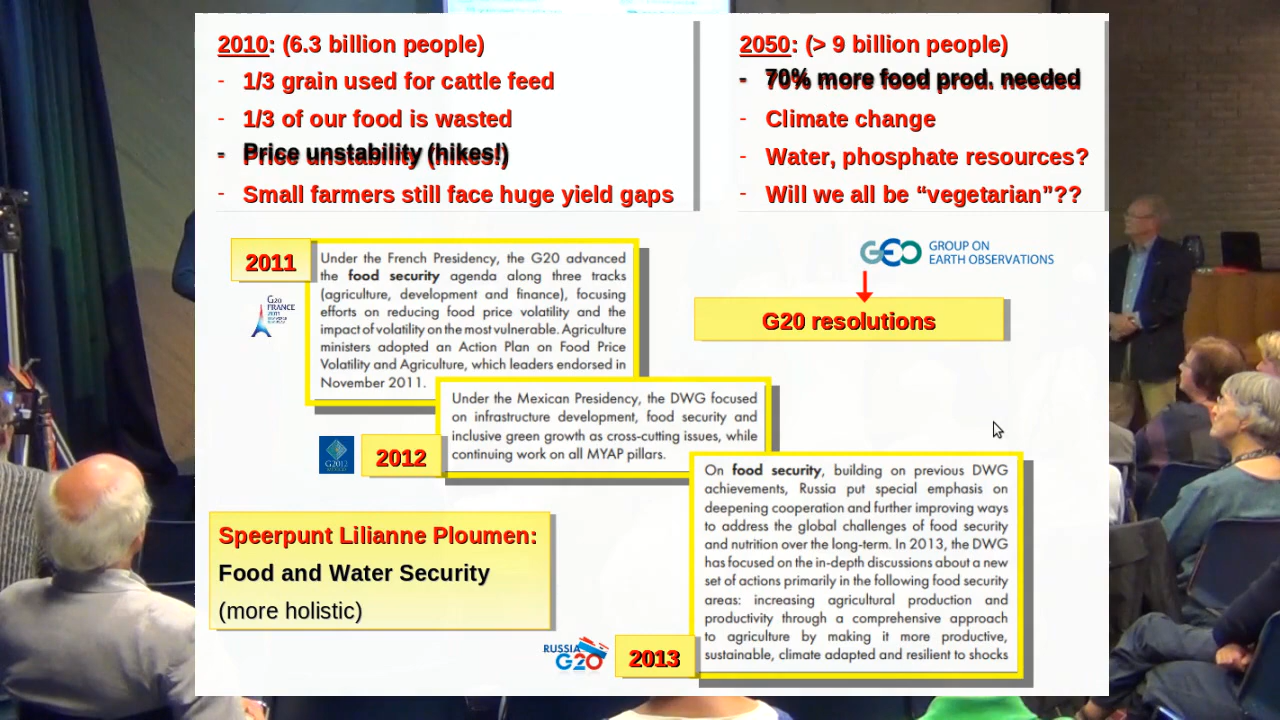 2010: (6.3 billion people)
- 1/3 grain used for cattle feed
- 1/3 of our food is wasted
- Price unstability (hikes!)
- Small farmers still face huge yield gaps
2050: (> 9 billion people)
- 70% more food prod. needed
- Climate change
- Water, phosphate resources?
- Will we all be “vegetarian”??
2011
G20
FRANCE
2011
Under the French Presidency, the G20 advanced
the food security agenda along three tracks
(agriculture, development and finance), focusing
efforts on reducing food price volatility and the
impact of volatility on the most vulnerable. Agriculture
ministers adopted an Action Plan on Food Price
Volatility and Agriculture, which leaders endorsed in
November 2011.
GEO GROUP ON
EARTH OBSERVATIONS
G20 resolutions
G2012
MEXICO
2012
Under the Mexican Presidency, the DWG focused
on infrastructure development, food security and
inclusive green growth as cross-cutting issues, while
continuing work on all MYAP pillars.
Speerpunt Lilianne Ploumen:
Food and Water Security
(more holistic)
RUSSIA
G20
2013
On food security, building on previous DWG
achievements, Russia put special emphasis on
deepening cooperation and further improving ways
to address the global challenges of food security
and nutrition over the long-term. In 2013, the DWG
has focused on the in-depth discussions about a new
set of actions primarily in the following food security
areas: increasing agricultural production and
productivity through a comprehensive approach
to agriculture by making it more productive,
sustainable, climate adapted and resilient to shocks